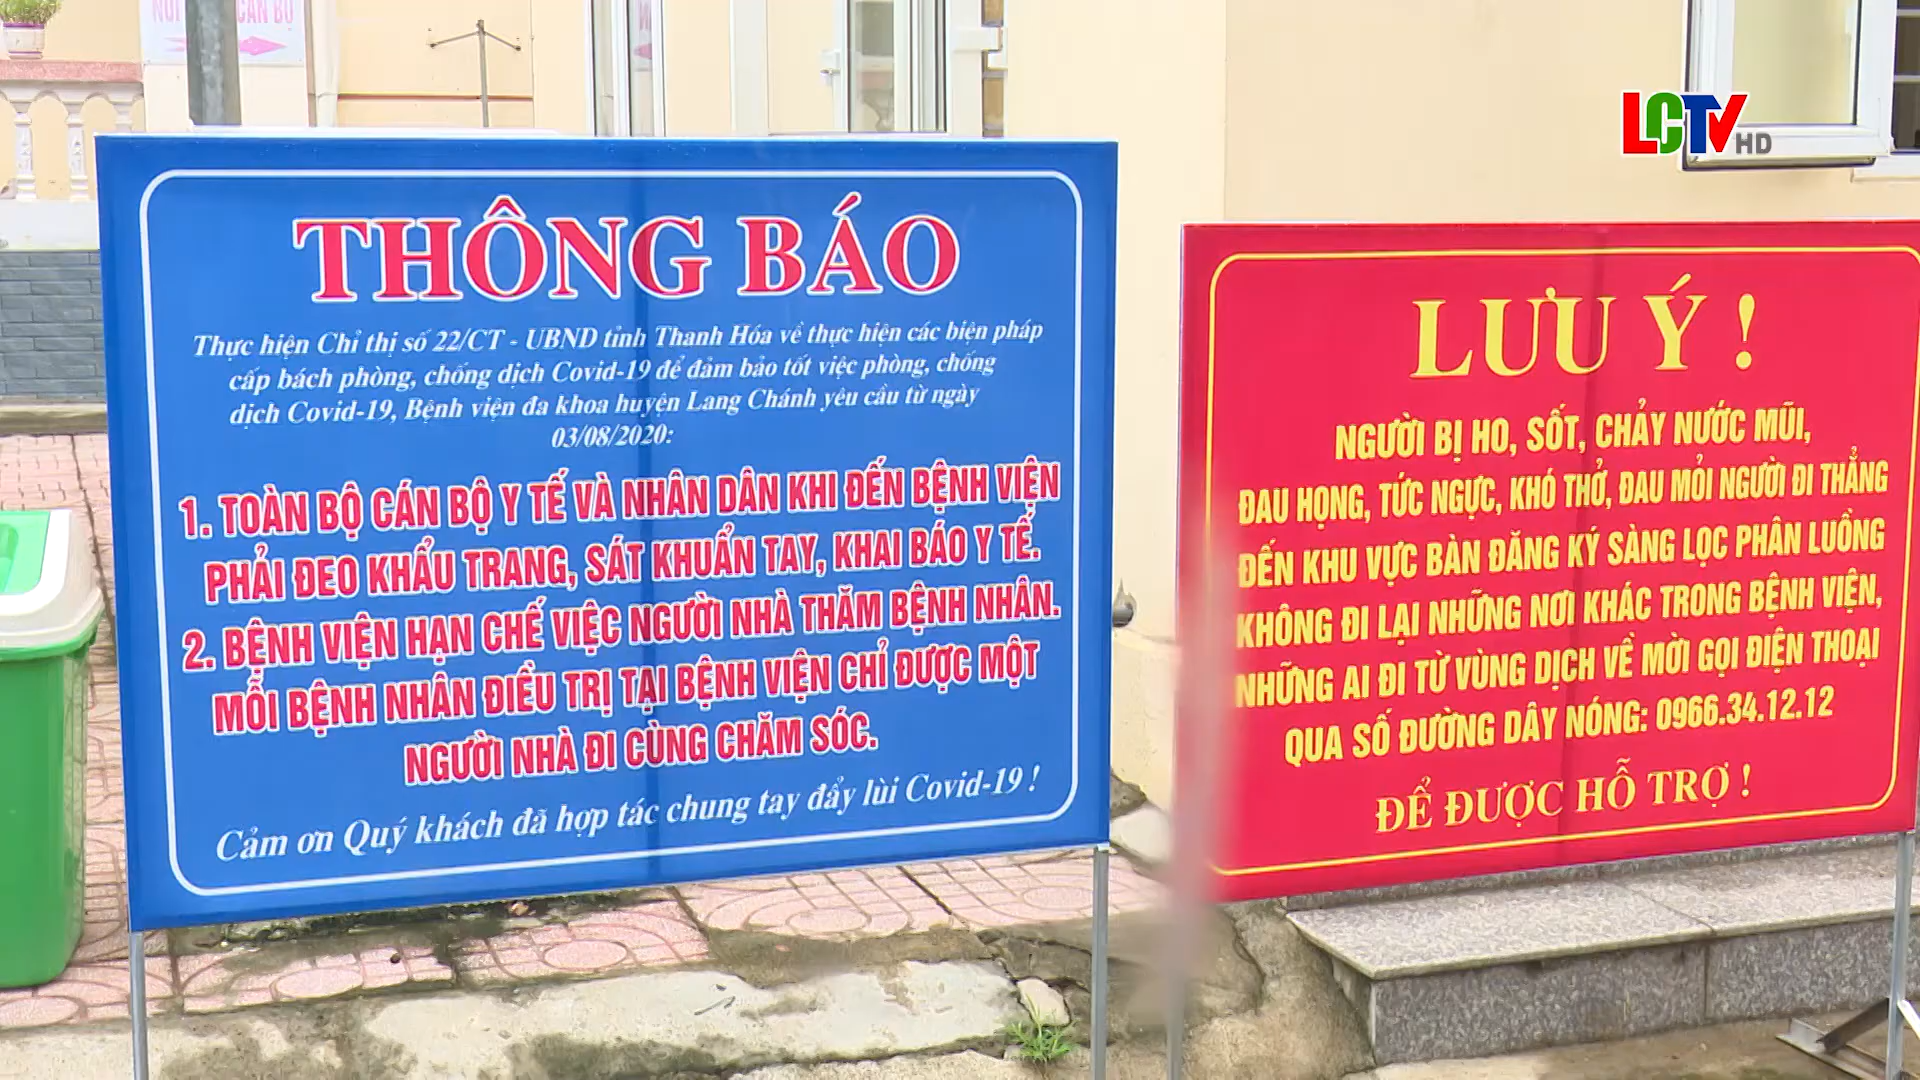 CÁN BỘ
LCTV HD
THÔNG BÁO
Thực hiện Chỉ thị số 22/CT - UBND tỉnh Thanh Hóa về thực hiện các biện pháp
cấp bách phòng, chống dịch Covid-19 để đảm bảo tốt việc phòng, chống
dịch Covid-19, Bệnh viện đa khoa huyện Lang Chánh yêu cầu từ ngày
03/08/2020:
1. TOÀN BỘ CÁN BỘ Y TẾ VÀ NHÂN DÂN KHI ĐẾN BỆNH VIỆN
PHẢI ĐEO KHẨU TRANG, SÁT KHUẨN TAY, KHAI BÁO Y TẾ.
2. BỆNH VIỆN HẠN CHẾ VIỆC NGƯỜI NHÀ THĂM BỆNH NHÂN.
MỖI BỆNH NHÂN ĐIỀU TRỊ TẠI BỆNH VIỆN CHỈ ĐƯỢC MỘT
NGƯỜI NHÀ ĐI CÙNG CHĂM SÓC.
Cảm ơn Quý khách đã hợp tác chung tay đẩy lùi Covid-19 !
LƯU Ý !
NGƯỜI BỊ HO, SỐT, CHẢY NƯỚC MŨI,
ĐAU HỌNG, TỨC NGỰC, KHÓ THỞ, ĐAU MỎI NGƯỜI ĐI THẲNG
ĐẾN KHU VỰC BÀN ĐĂNG KÝ SÀNG LỌC PHÂN LUỒNG
KHÔNG ĐI LẠI NHỮNG NƠI KHÁC TRONG BỆNH VIỆN,
NHỮNG AI ĐI TỪ VÙNG DỊCH VỀ MỜI GỌI ĐIỆN THOẠI
QUA SỐ ĐƯỜNG DÂY NÓNG: 0966.34.12.12
ĐỂ ĐƯỢC HỖ TRỢ !